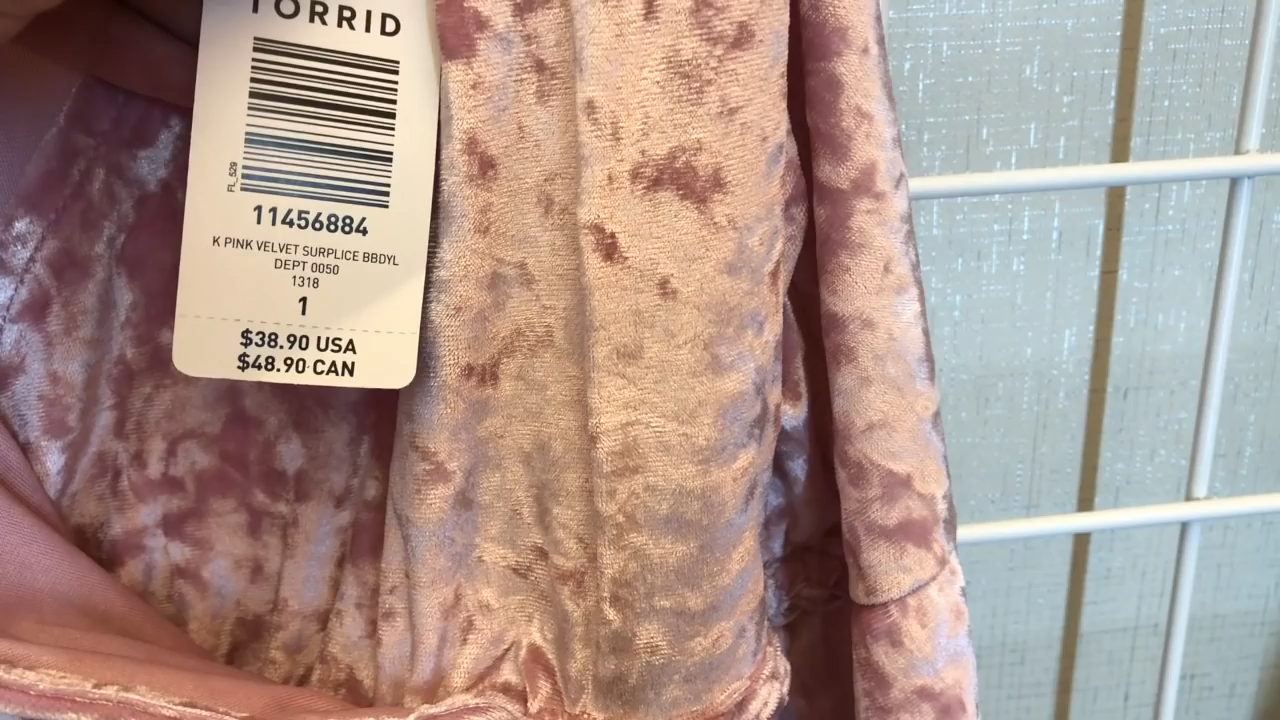 TORRID
FL_529
11456884
K PINK VELVET SURPLICE BBDYL
DEPT 0050
1318
1
$38.90 USA
$48.90 CAN